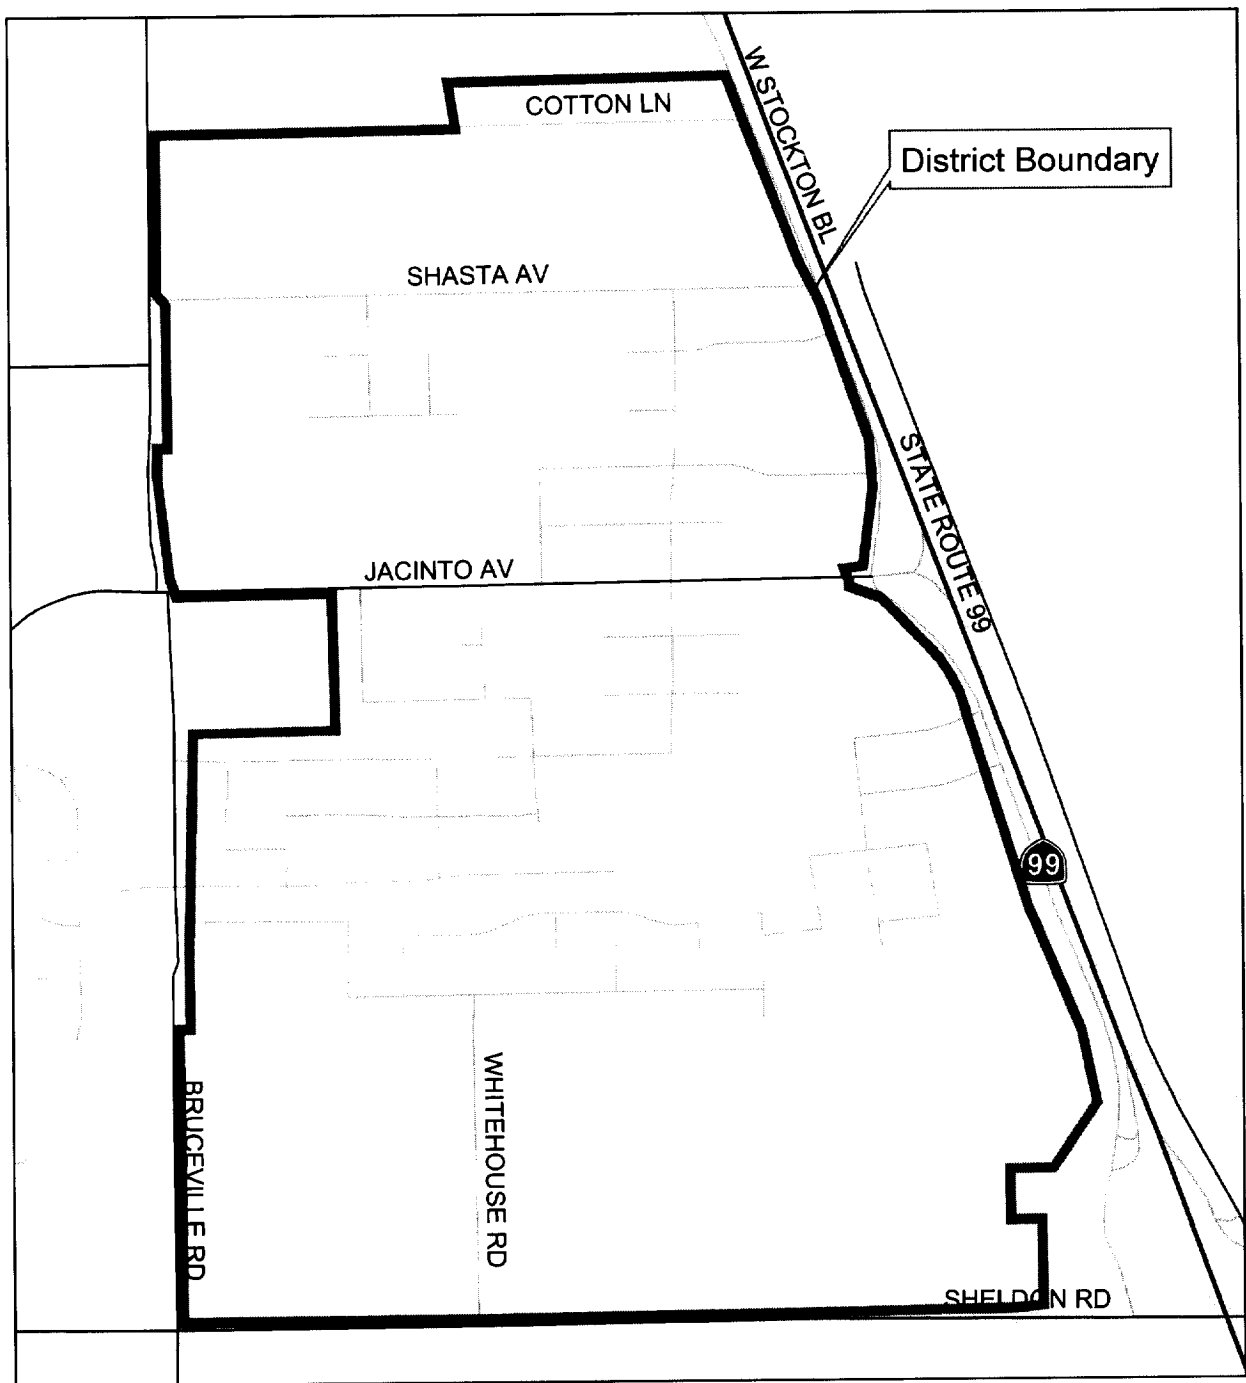 COTTON LN
W STOCKTON BL
District Boundary
SHASTA AV
STATE ROUTE 99
JACINTO AV
99
BRUCEVILLE RD
WHITEHOUSE RD
SHELDON RD